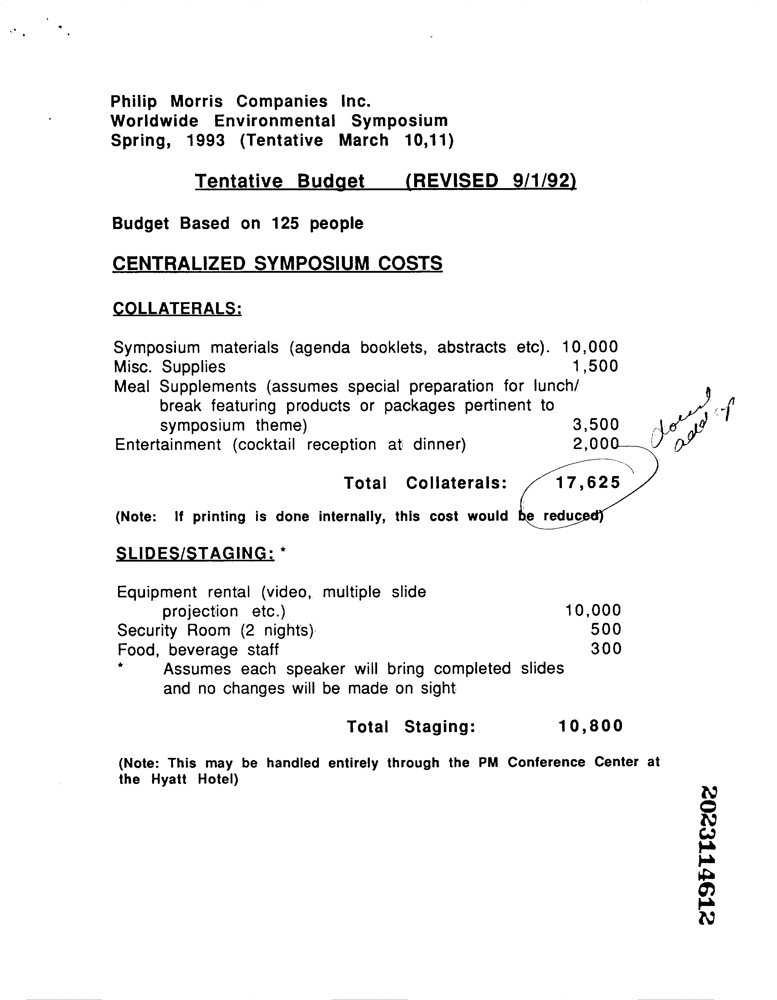 Philip Morris Companies Inc.
Worldwide Environmental Symposium
Spring, 1993 (Tentative March 10,11)
Tentative Budget (REVISED 9/1/92)
Budget Based on 125 people
CENTRALIZED SYMPOSIUM COSTS
COLLATERALS:
Symposium materials (agenda booklets, abstracts etc). 10,000
Misc. Supplies 1,500
Meal Supplements (assumes special preparation for lunch/
break featuring products or packages pertinent to
symposium theme) 3,500
Entertainment (cocktail reception at dinner) 2,000
add up
Total Collaterals: 17,625
(Note: If printing is done internally, this cost would be reduced)
SLIDES/STAGING: *
Equipment rental (video, multiple slide
projection etc.) 10,000
Security Room (2 nights) 500
Food, beverage staff 300
* Assumes each speaker will bring completed slides
and no changes will be made on sight
Total Staging: 10,800
(Note: This may be handled entirely through the PM Conference Center at
the Hyatt Hotel)
2023114612